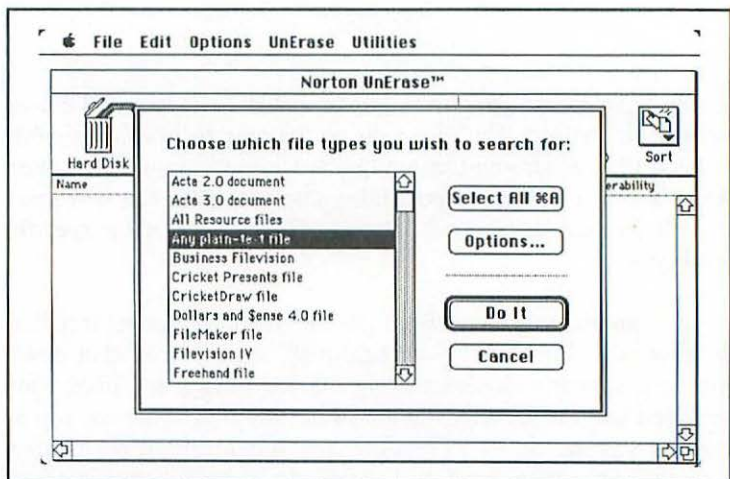 File Edit Options UnErase Utilities
Norton UnErase™
Hard Disk
Sort
Name
erability
Choose which file types you wish to search for:
Acta 2.0 document
Acta 3.0 document
All Resource files
Any plain-text file
Business Filevision
Cricket Presents file
CricketDraw file
Dollars and $ense 4.0 file
FileMaker file
Filevision IV
Freehand file
Select All ⌘A
Options...
Do It
Cancel